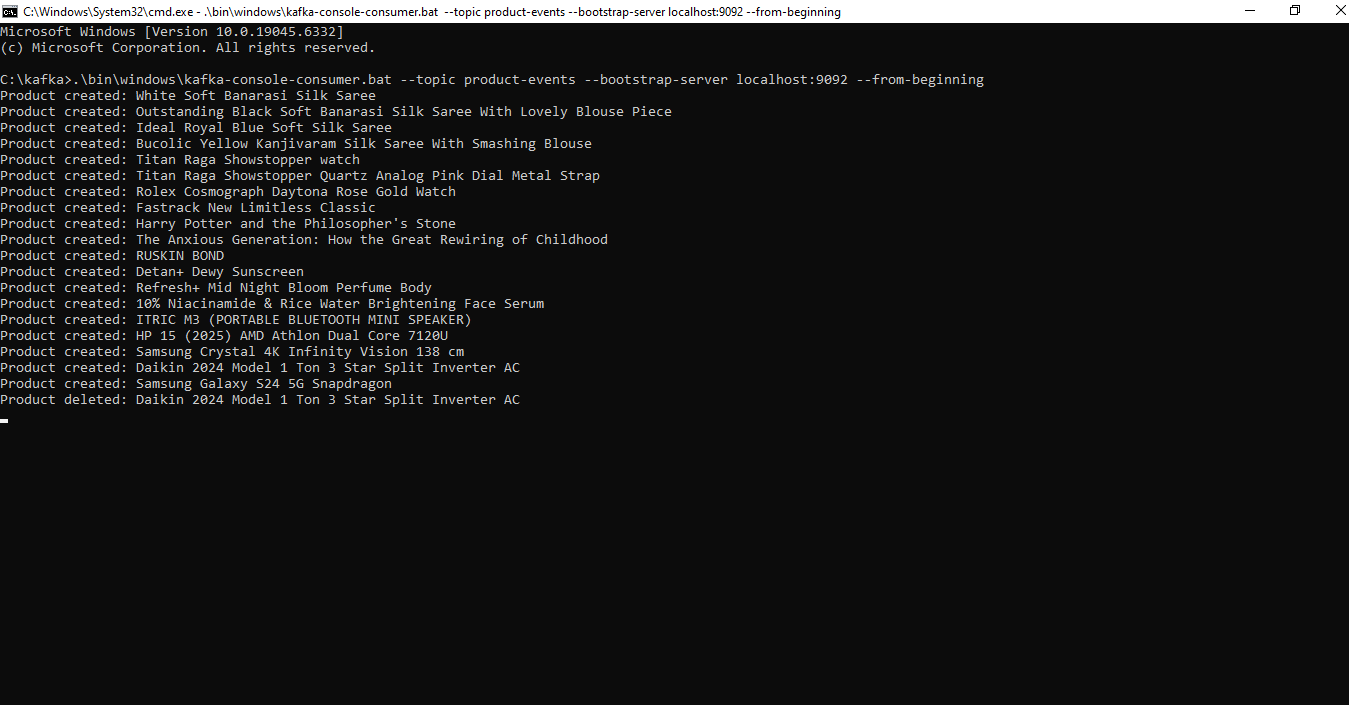 C:\Windows\System32\cmd.exe - .\bin\windows\kafka-console-consumer.bat --topic product-events --bootstrap-server localhost:9092 --from-beginning
Microsoft Windows [Version 10.0.19045.6332]
(c) Microsoft Corporation. All rights reserved.
C:\kafka>.\bin\windows\kafka-console-consumer.bat --topic product-events --bootstrap-server localhost:9092 --from-beginning
Product created: White Soft Banarasi Silk Saree
Product created: Outstanding Black Soft Banarasi Silk Saree With Lovely Blouse Piece
Product created: Ideal Royal Blue Soft Silk Saree
Product created: Bucolic Yellow Kanjivaram Silk Saree With Smashing Blouse
Product created: Titan Raga Showstopper watch
Product created: Titan Raga Showstopper Quartz Analog Pink Dial Metal Strap
Product created: Rolex Cosmograph Daytona Rose Gold Watch
Product created: Fastrack New Limitless Classic
Product created: Harry Potter and the Philosopher's Stone
Product created: The Anxious Generation: How the Great Rewiring of Childhood
Product created: RUSKIN BOND
Product created: Detan+ Dewy Sunscreen
Product created: Refresh+ Mid Night Bloom Perfume Body
Product created: 10% Niacinamide & Rice Water Brightening Face Serum
Product created: ITRIC M3 (PORTABLE BLUETOOTH MINI SPEAKER)
Product created: HP 15 (2025) AMD Athlon Dual Core 7120U
Product created: Samsung Crystal 4K Infinity Vision 138 cm
Product created: Daikin 2024 Model 1 Ton 3 Star Split Inverter AC
Product created: Samsung Galaxy S24 5G Snapdragon
Product deleted: Daikin 2024 Model 1 Ton 3 Star Split Inverter AC